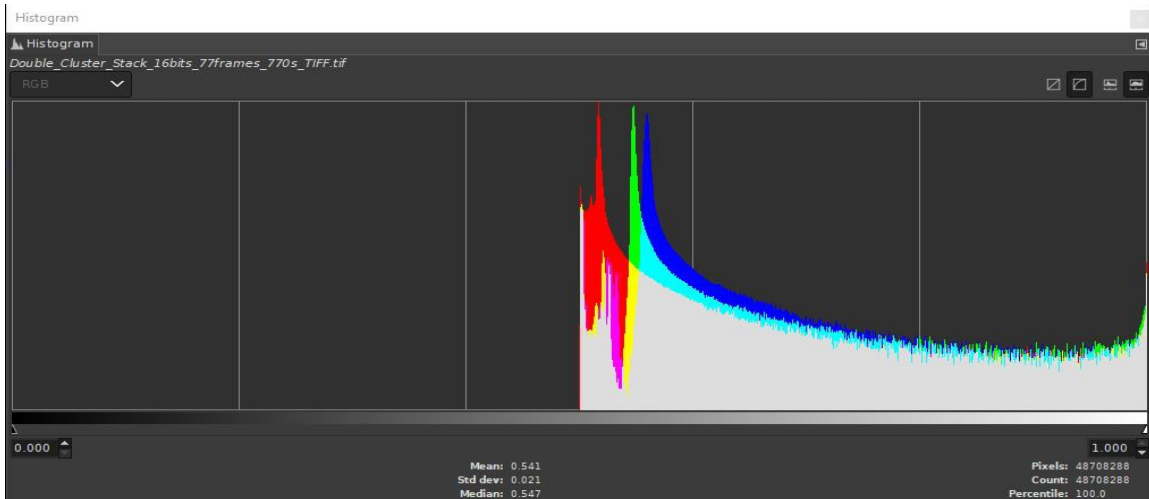 Histogram
Histogram
Double_Cluster_Stack_16bits_77frames_770s_TIFF.tif
RGB
0.000 1.000
Mean: 0.541 Pixels: 48708288
Std dev: 0.021 Count: 48708288
Median: 0.547 Percentile: 100.0